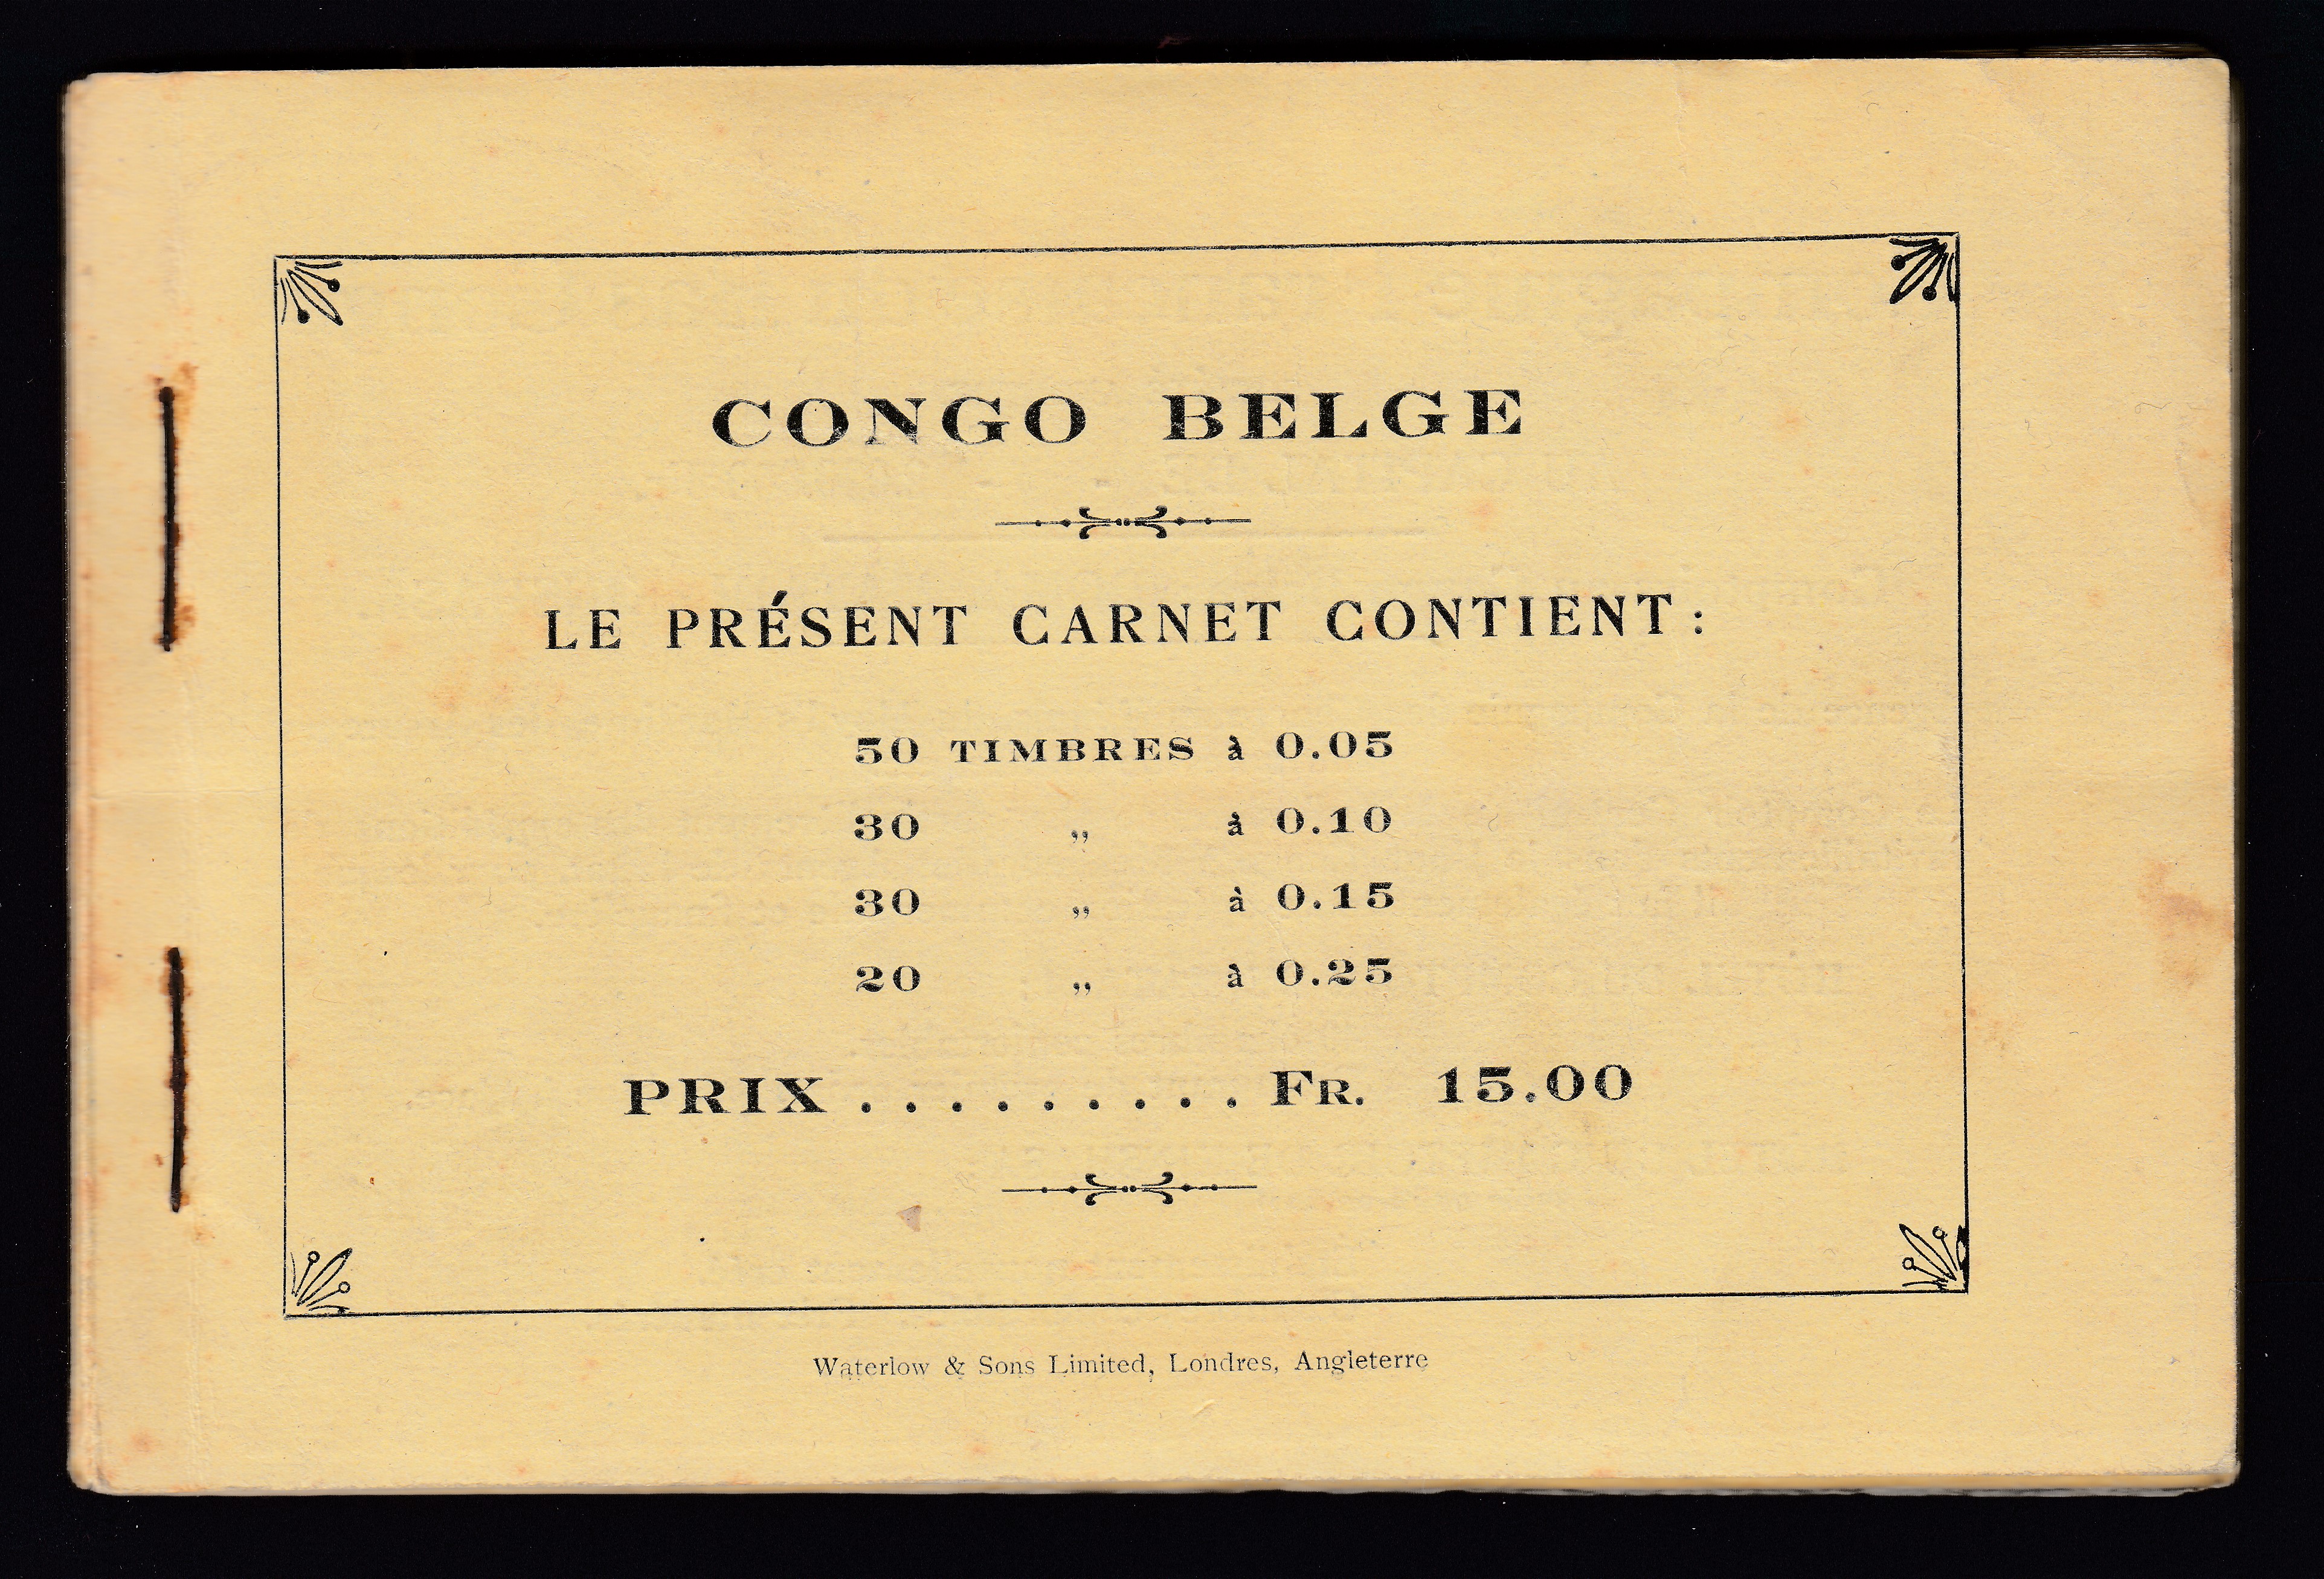 CONGO BELGE
LE PRÉSENT CARNET CONTIENT:
50 TIMBRES à 0.05
30 „ à 0.10
30 „ à 0.15
20 „ à 0.25
PRIX . . . . . . . . . FR. 15.00
Waterlow & Sons Limited, Londres, Angleterre